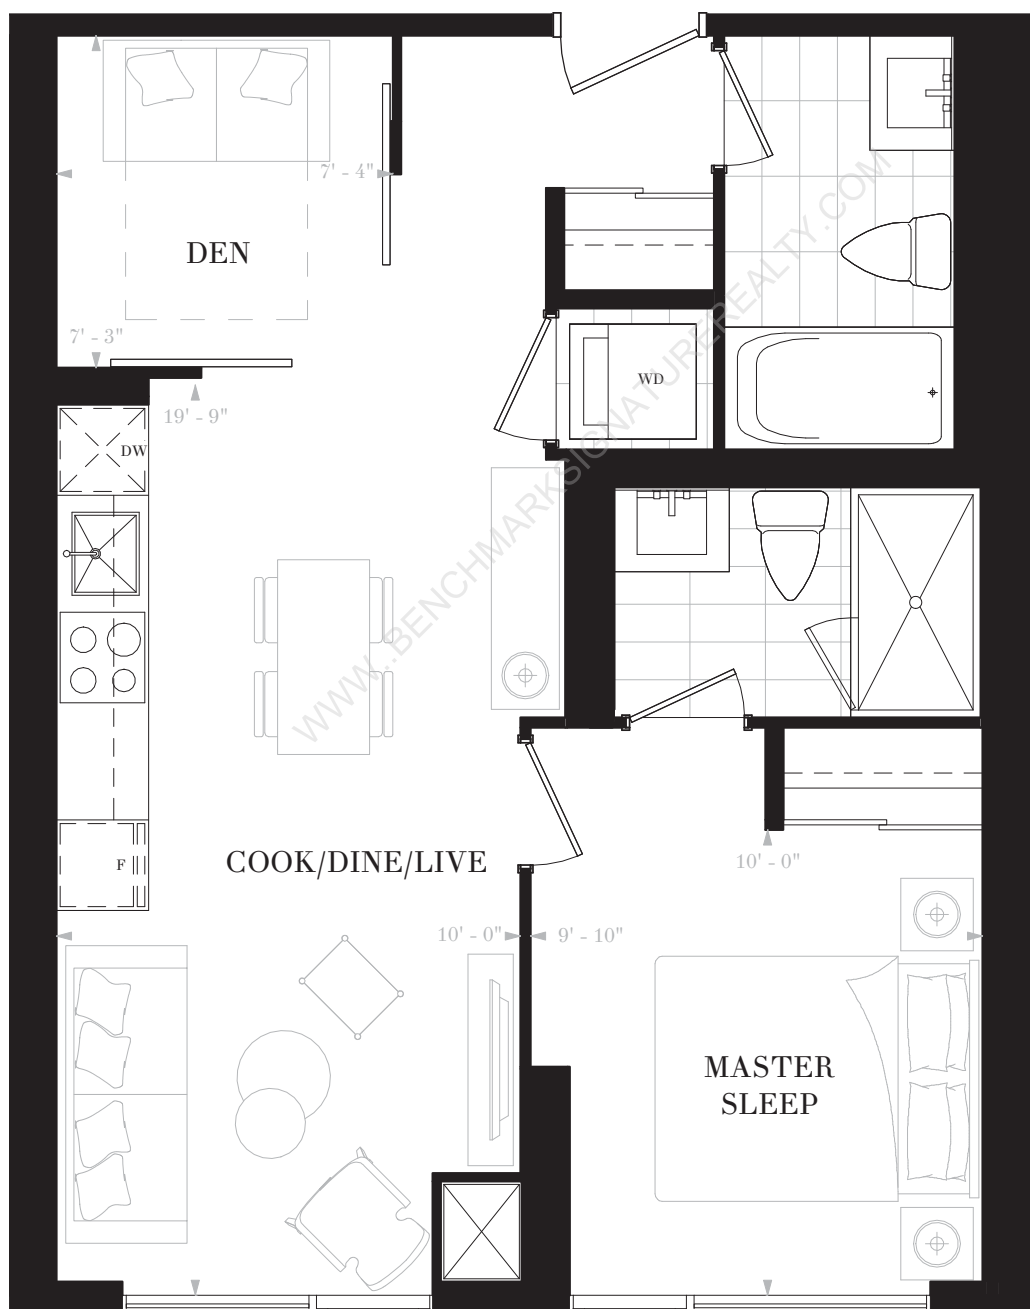 7' - 4"
DEN
7' - 3"
19' - 9"
WD
DW
WWW..BENCHMARKSIGNATUREREALTY.COM
F
COOK/DINE/LIVE
10' - 0"
10' - 0"
9' - 10"
MASTER
SLEEP